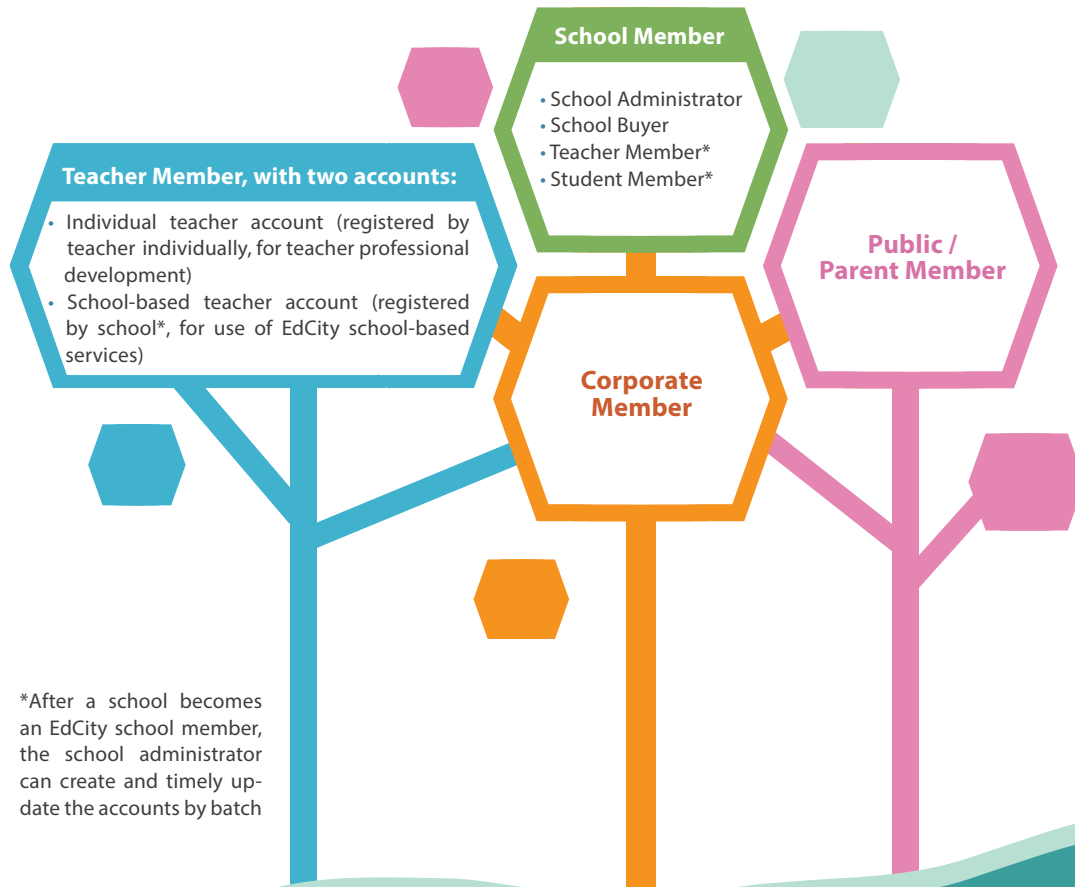 School Member
• School Administrator
• School Buyer
• Teacher Member*
• Student Member*
Teacher Member, with two accounts:
• Individual teacher account (registered by
teacher individually, for teacher professional
development)
• School-based teacher account (registered
by school*, for use of EdCity school-based
services)
Public /
Parent Member
Corporate
Member
*After a school becomes
an EdCity school member,
the school administrator
can create and timely up-
date the accounts by batch